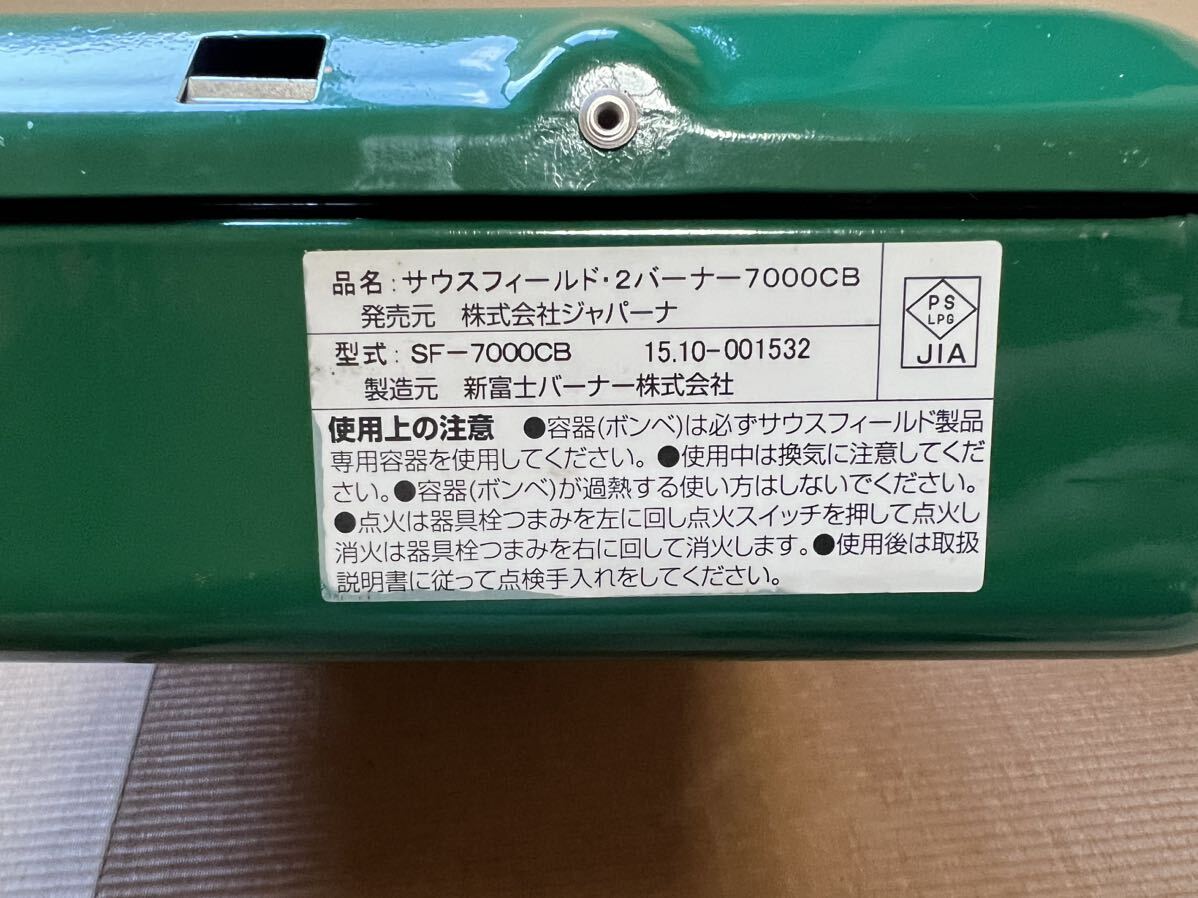 品名:サウスフィールド・2バーナー7000CB
発売元 株式会社ジャパーナ
型式:SF-7000CB 15.10-001532
製造元 新富士バーナー株式会社
PS
LPG
JIA
使用上の注意 ●容器(ボンベ)は必ずサウスフィールド製品
専用容器を使用してください。●使用中は換気に注意してくだ
さい。●容器(ボンベ)が過熱する使い方はしないでください。
●点火は器具栓つまみを左に回し点火スイッチを押して点火し
消火は器具栓つまみを右に回して消火します。●使用後は取扱
説明書に従って点検手入れをしてください。